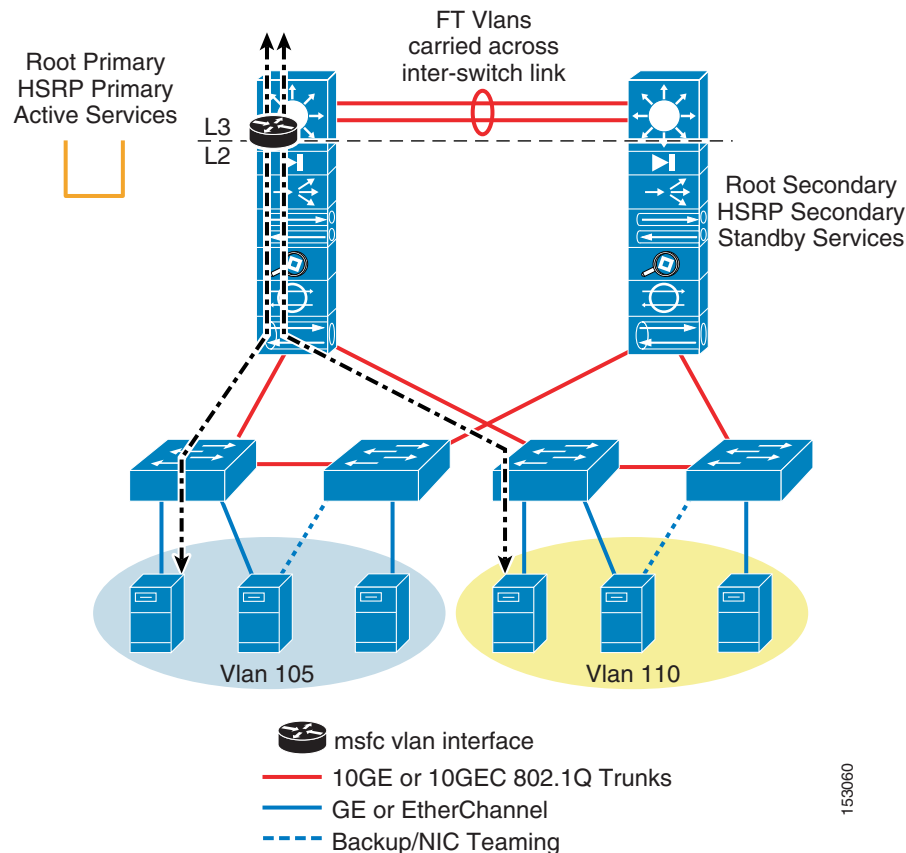 FT Vlans
carried across
inter-switch link
Root Primary
HSRP Primary
Active Services
L3
L2
Root Secondary
HSRP Secondary
Standby Services
Vlan 105
Vlan 110
msfc vlan interface
10GE or 10GEC 802.1Q Trunks
GE or EtherChannel
Backup/NIC Teaming
153060